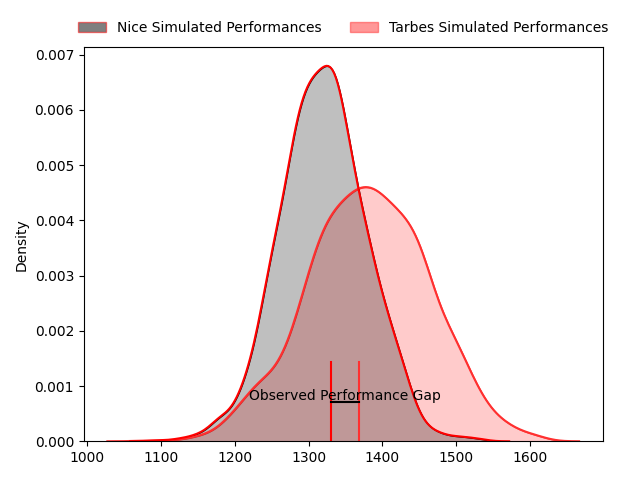 Nice Simulated Performances
Tarbes Simulated Performances
0.007
0.006
0.005
0.004
0.003
0.002
0.001
0.000
Density
Observed Performance Gap
1000 1100 1200 1300 1400 1500 1600